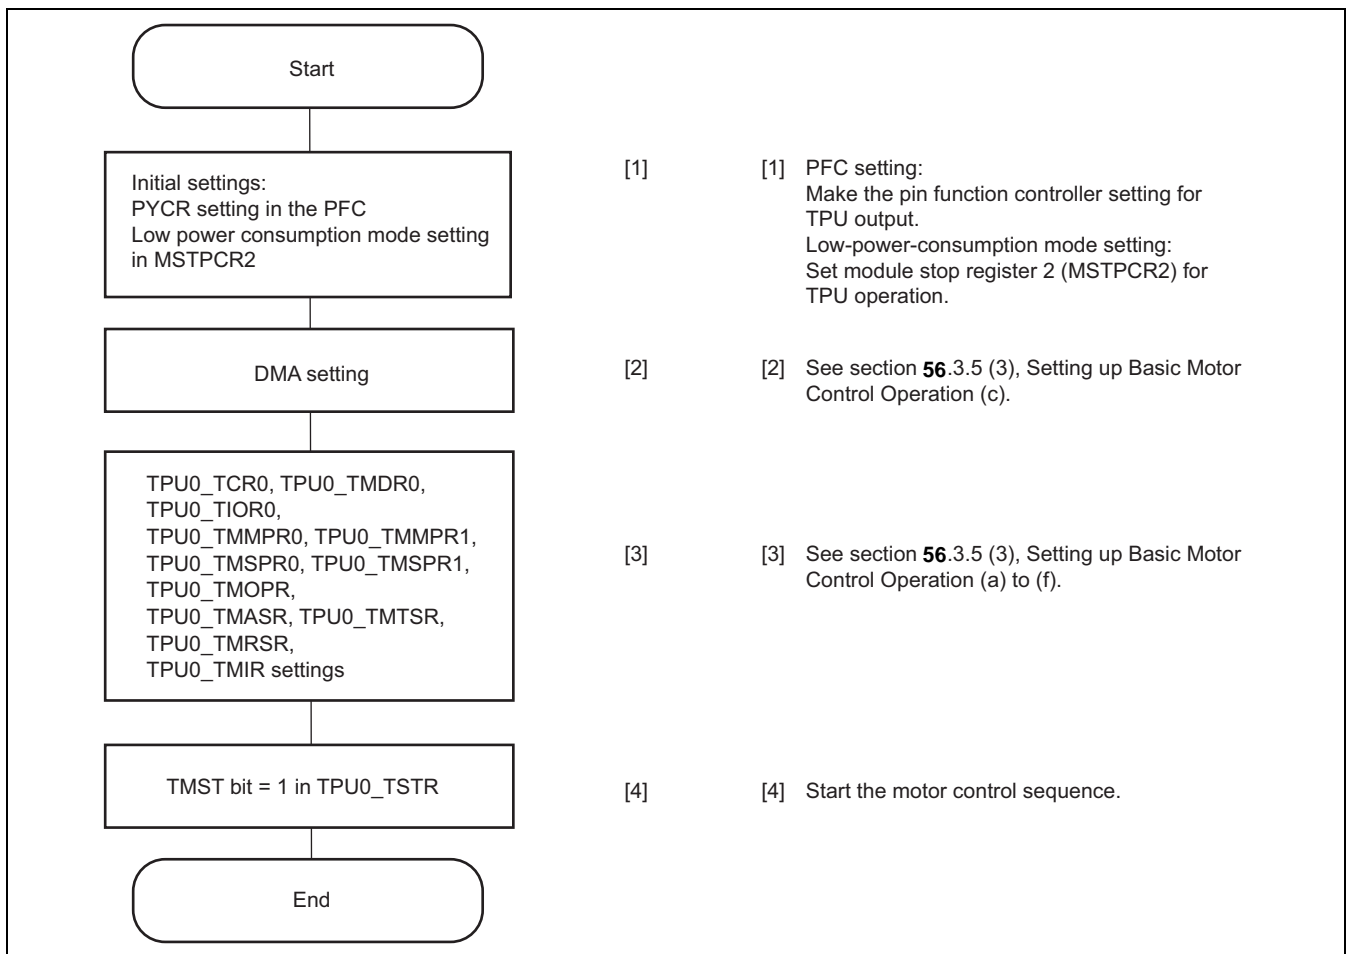 Start
Initial settings:
PYCR setting in the PFC
Low power consumption mode setting
in MSTPCR2
[1]
[1] PFC setting:
Make the pin function controller setting for
TPU output.
Low-power-consumption mode setting:
Set module stop register 2 (MSTPCR2) for
TPU operation.
DMA setting
[2]
[2] See section 56.3.5 (3), Setting up Basic Motor
Control Operation (c).
TPU0_TCR0, TPU0_TMDR0,
TPU0_TIOR0,
TPU0_TMMPR0, TPU0_TMMPR1,
TPU0_TMSPR0, TPU0_TMSPR1,
TPU0_TMOPR,
TPU0_TMASR, TPU0_TMTSR,
TPU0_TMRSR,
TPU0_TMIR settings
[3]
[3] See section 56.3.5 (3), Setting up Basic Motor
Control Operation (a) to (f).
TMST bit = 1 in TPU0_TSTR
[4]
[4] Start the motor control sequence.
End